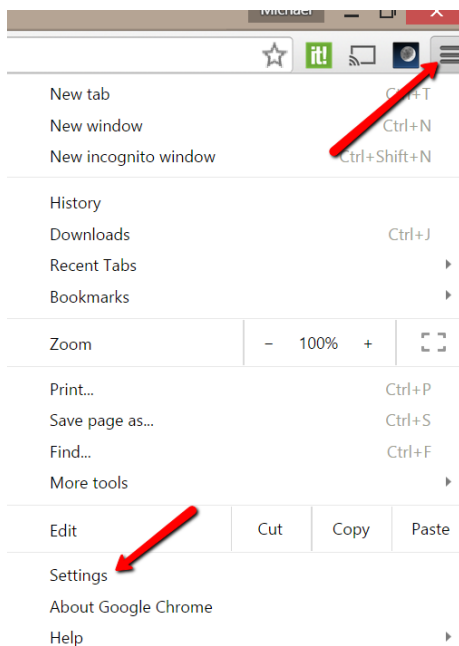 Michael
it!
New tab Ctrl+T
New window Ctrl+N
New incognito window Ctrl+Shift+N
History
Downloads Ctrl+J
Recent Tabs
Bookmarks
Zoom - 100% +
Print... Ctrl+P
Save page as... Ctrl+S
Find... Ctrl+F
More tools
Edit Cut Copy Paste
Settings
About Google Chrome
Help